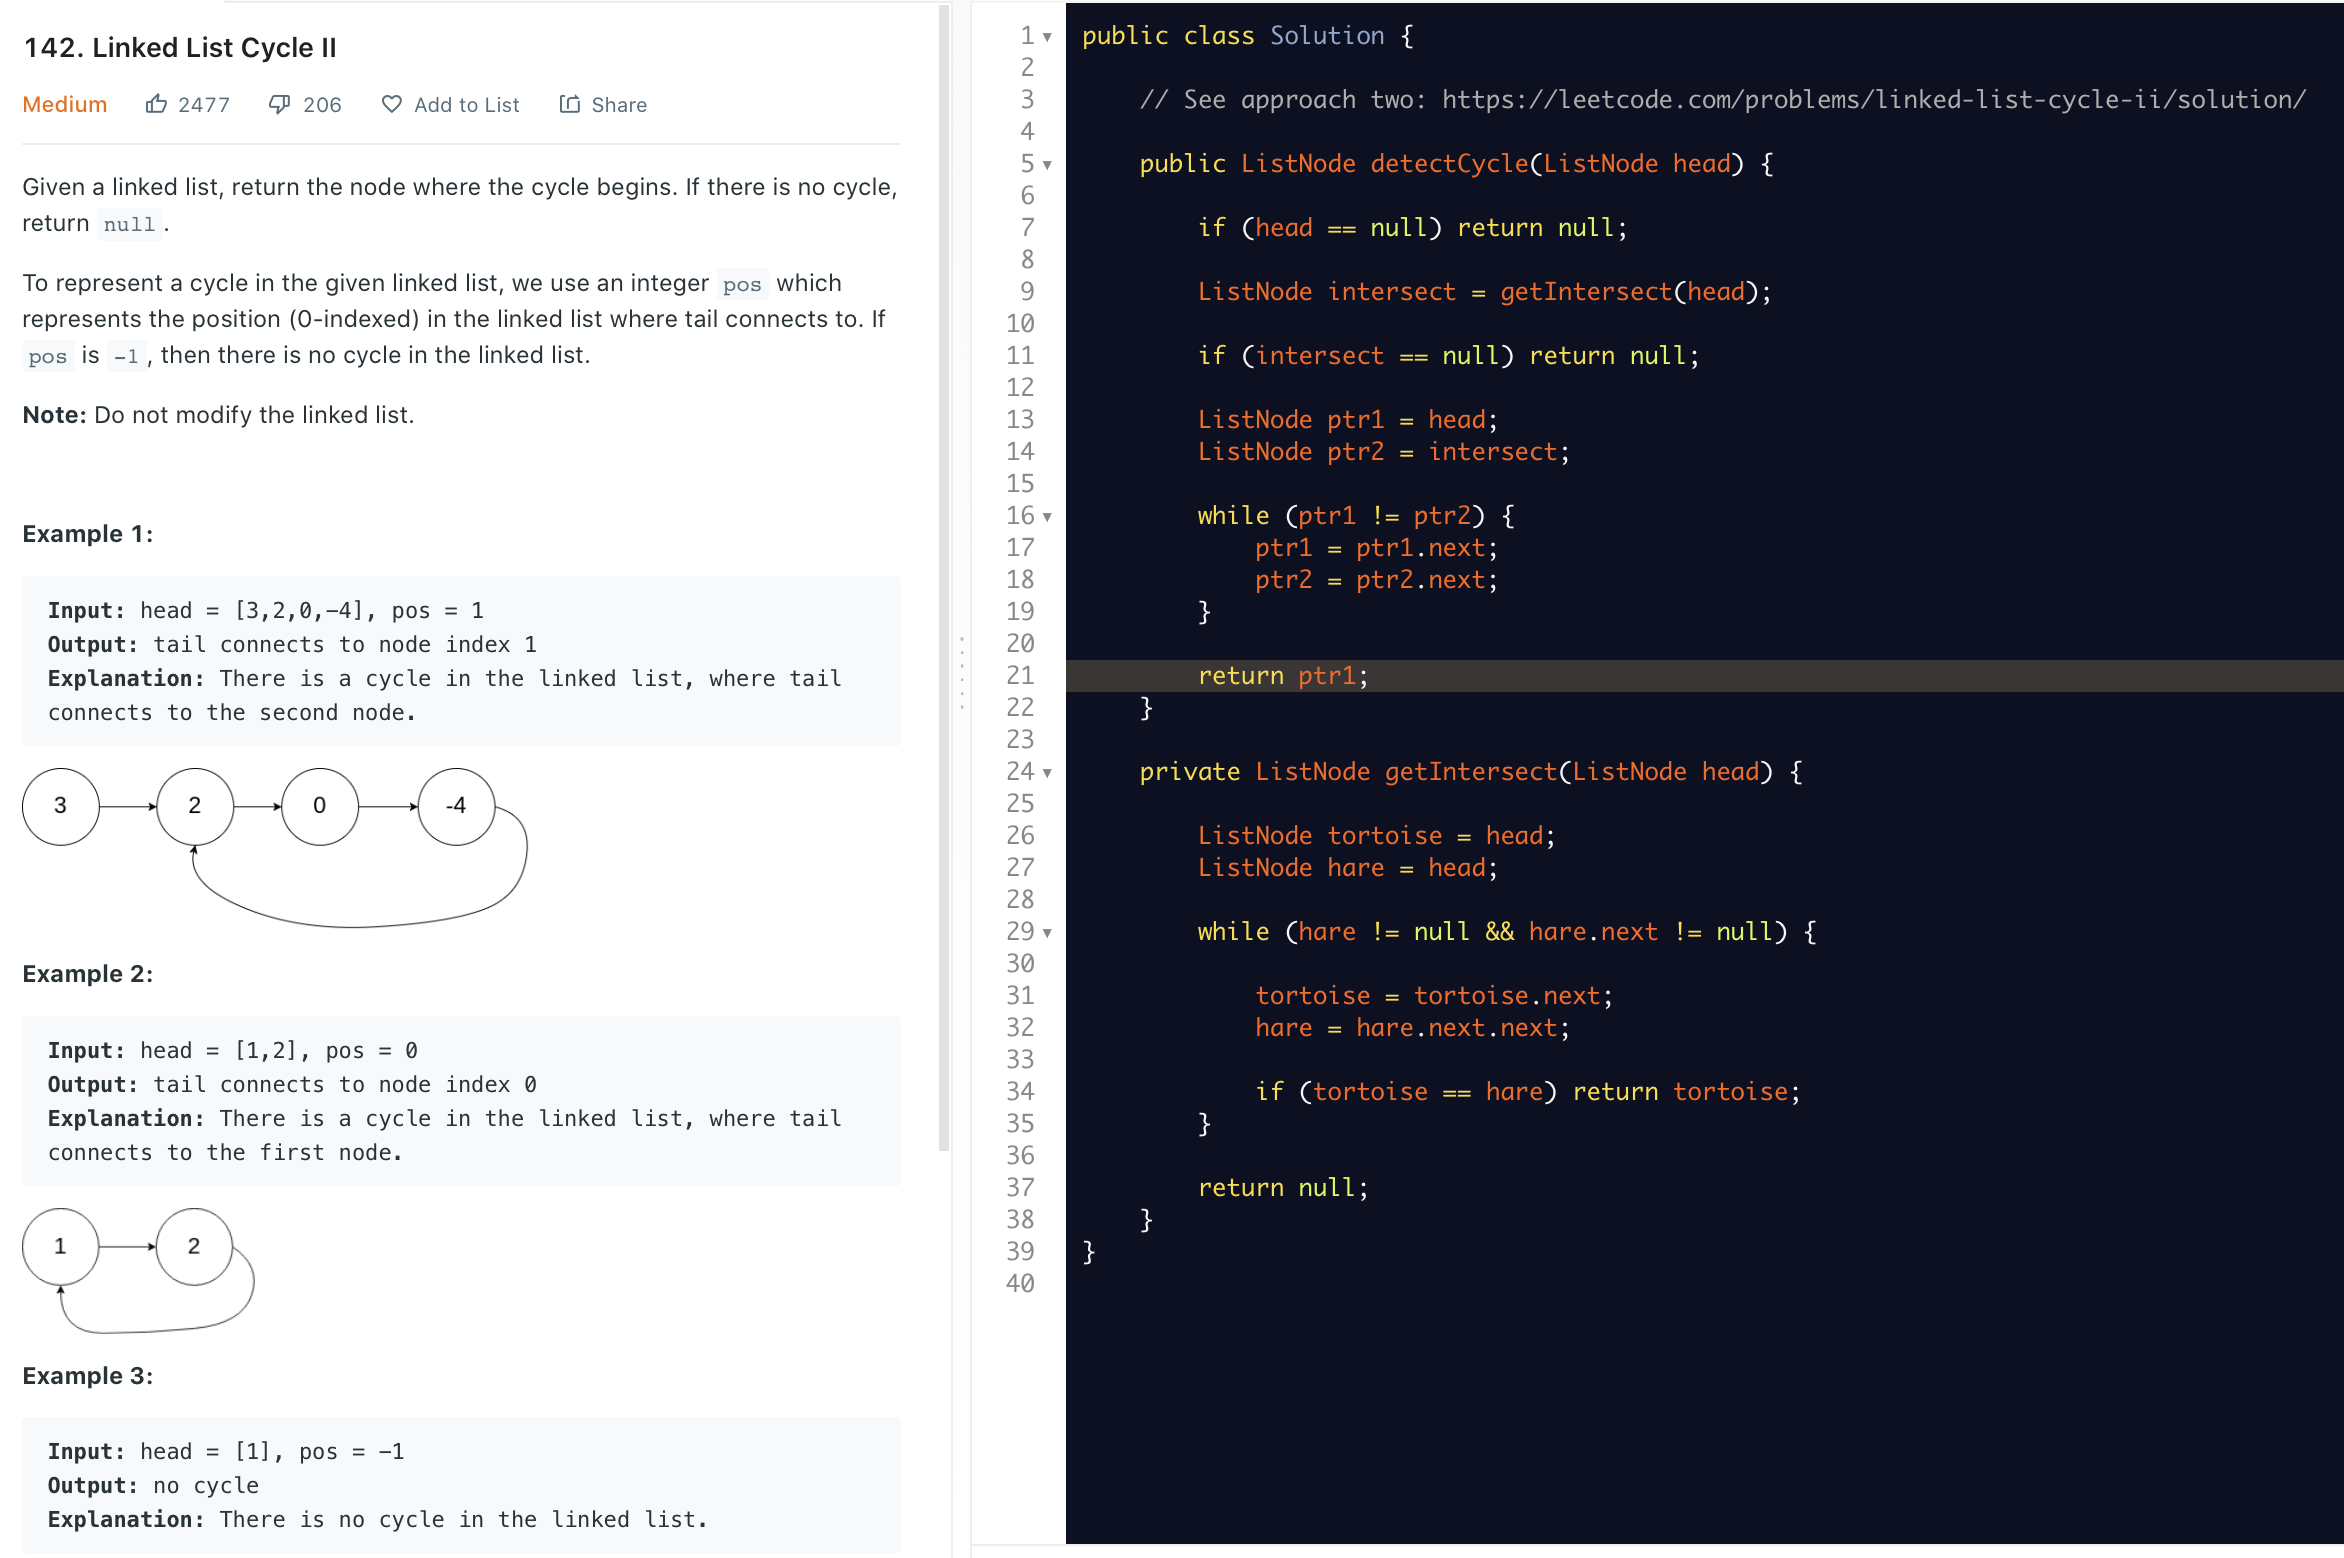 142. Linked List Cycle II
Medium 2477 206 Add to List Share
Given a linked list, return the node where the cycle begins. If there is no cycle,
return null.
To represent a cycle in the given linked list, we use an integer pos which
represents the position (0-indexed) in the linked list where tail connects to. If
pos is -1, then there is no cycle in the linked list.
Note: Do not modify the linked list.
Example 1:
Input: head = [3,2,0,-4], pos = 1
Output: tail connects to node index 1
Explanation: There is a cycle in the linked list, where tail
connects to the second node.
3 2 0 -4
Example 2:
Input: head = [1,2], pos = 0
Output: tail connects to node index 0
Explanation: There is a cycle in the linked list, where tail
connects to the first node.
1 2
Example 3:
Input: head = [1], pos = -1
Output: no cycle
Explanation: There is no cycle in the linked list.
1 public class Solution {
2
3 // See approach two: https://leetcode.com/problems/linked-list-cycle-ii/solution/
4
5 public ListNode detectCycle(ListNode head) {
6
7 if (head == null) return null;
8
9 ListNode intersect = getIntersect(head);
10
11 if (intersect == null) return null;
12
13 ListNode ptr1 = head;
14 ListNode ptr2 = intersect;
15
16 while (ptr1 != ptr2) {
17 ptr1 = ptr1.next;
18 ptr2 = ptr2.next;
19 }
20
21 return ptr1;
22 }
23
24 private ListNode getIntersect(ListNode head) {
25
26 ListNode tortoise = head;
27 ListNode hare = head;
28
29 while (hare != null && hare.next != null) {
30
31 tortoise = tortoise.next;
32 hare = hare.next.next;
33
34 if (tortoise == hare) return tortoise;
35 }
36
37 return null;
38 }
39 }
40